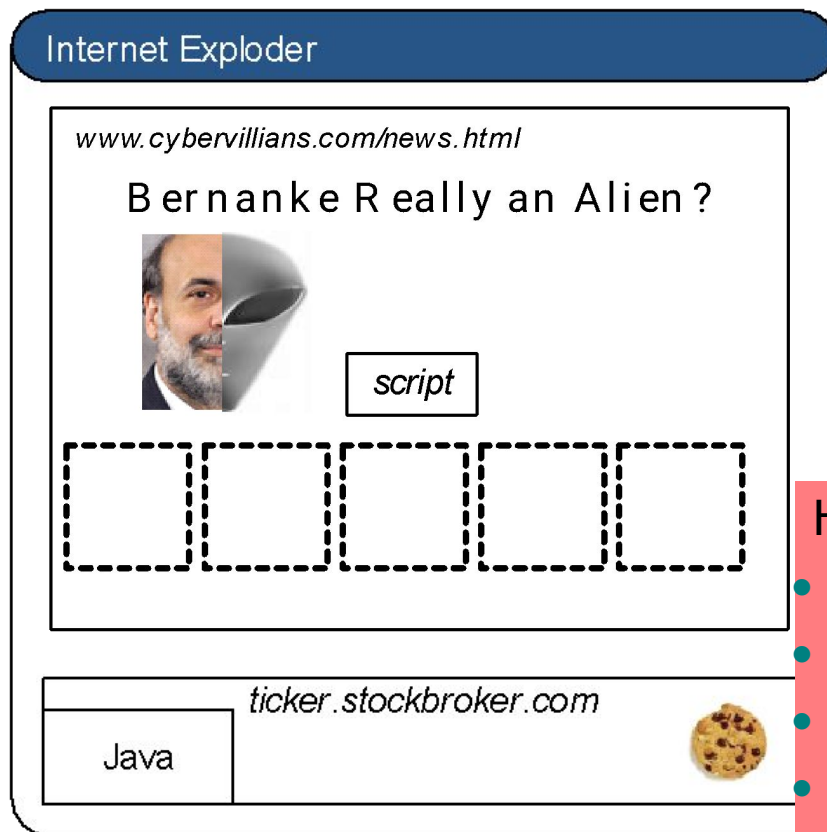 Internet Exploder
www.cybervillians.com/news.html
Bernanke Really an Alien?
script
ticker.stockbroker.com
Java